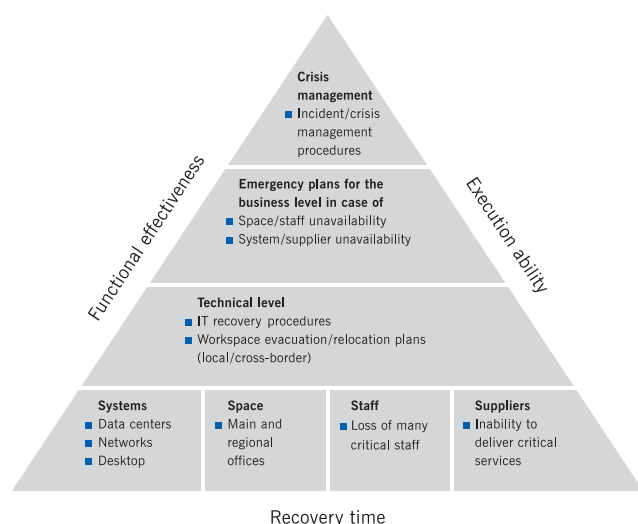 Crisis
management
Incident/crisis
management
procedures
Functional effectiveness
Execution ability
Emergency plans for the
business level in case of
Space/staff unavailability
System/supplier unavailability
Technical level
IT recovery procedures
Workspace evacuation/relocation plans
(local/cross-border)
Systems
Data centers
Networks
Desktop
Space
Main and
regional
offices
Staff
Loss of many
critical staff
Suppliers
Inability to
deliver critical
services
Recovery time